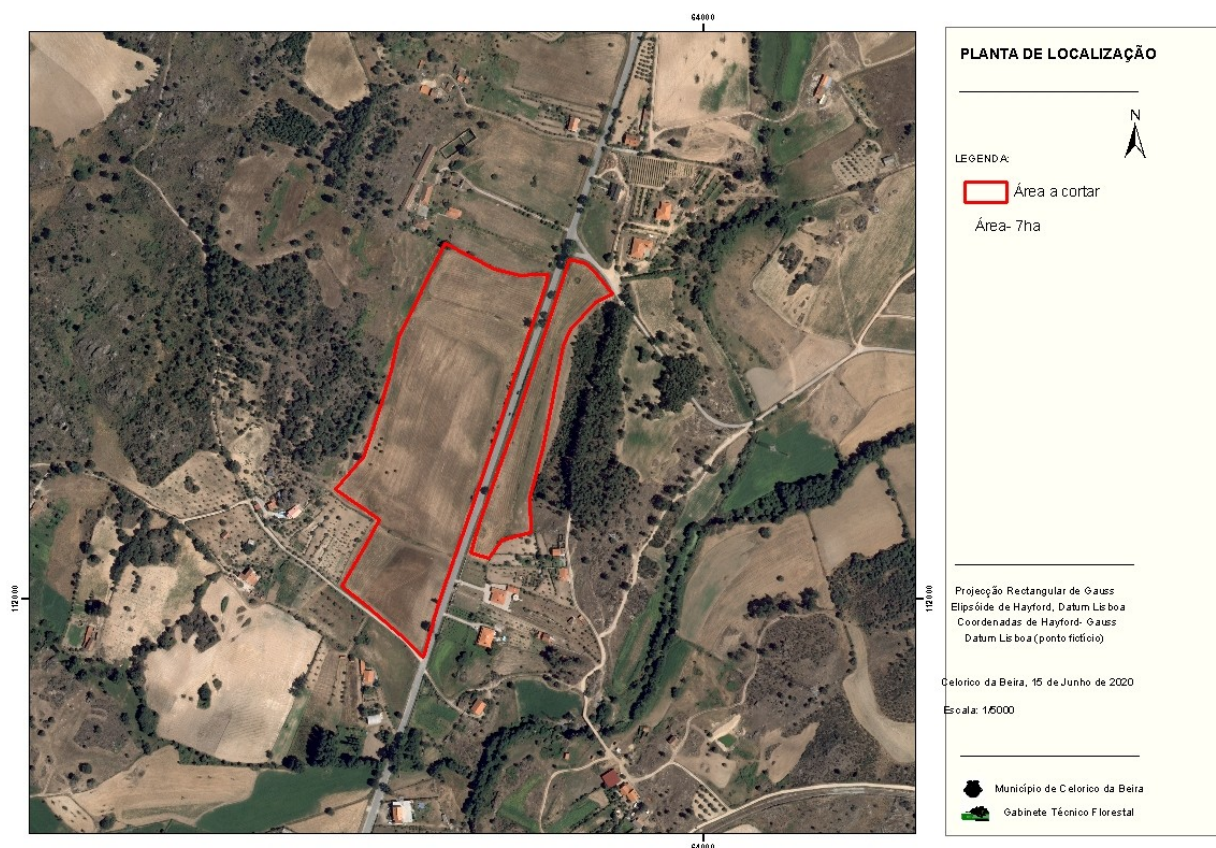 64000
PLANTA DE LOCALIZAÇÃO
N
LEGENDA:
Área a cortar
Área- 7ha
112000
112000
Projecção Rectangular de Gauss
Elipsóide de Hayford, Datum Lisboa
Coordenadas de Hayford- Gauss
Datum Lisboa (ponto fictício)
Celorico da Beira, 15 de Junho de 2020
Escala: 1/5000
Município de Celorico da Beira
Gabinete Técnico Florestal
64000